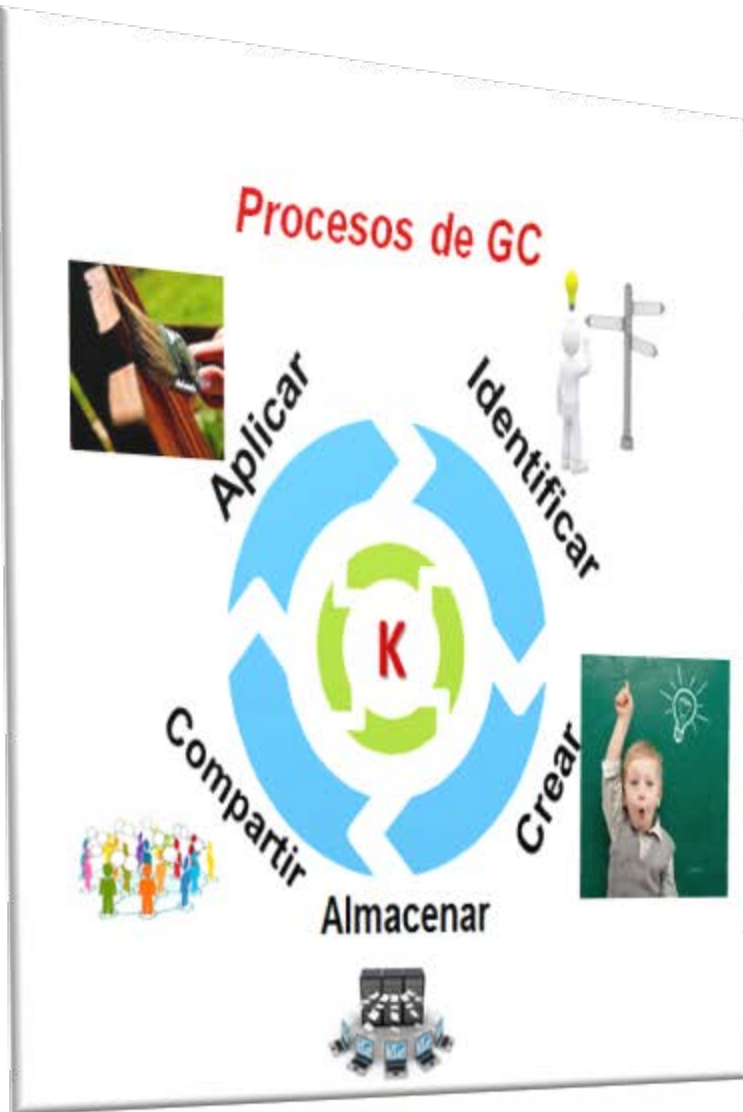 Procesos de GC
Aplicar
Identificar
K
Compartir
Crear
Almacenar